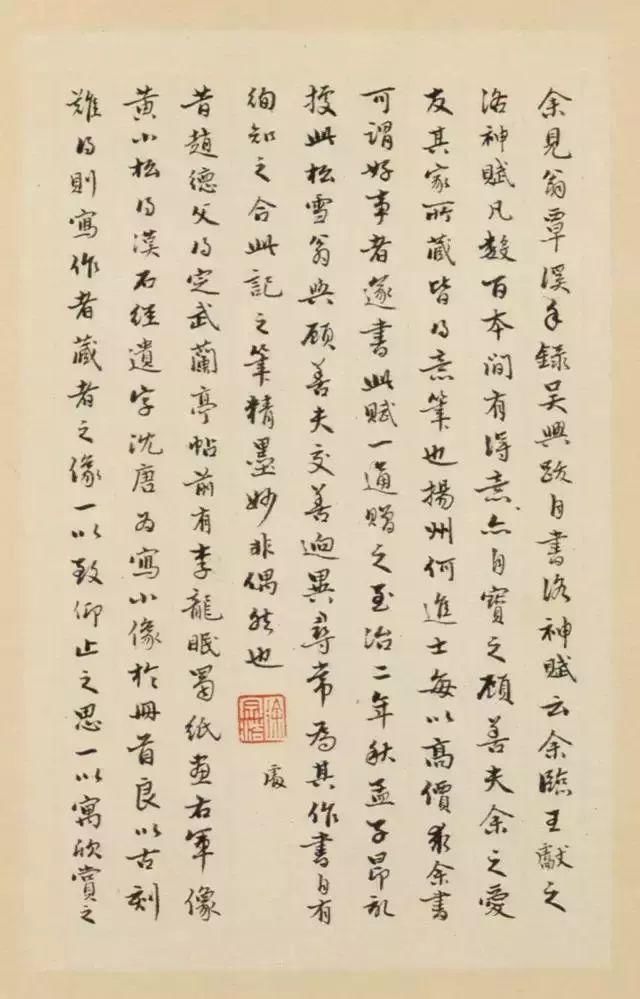 余見翁覃溪手錄吳興跋自書洛神賦云余臨王獻之
洛神賦凡數百本間有得意亦自寶之顧善夫余之愛
友其家所藏皆得意筆也揚州何進士每以高價求余書
可謂好事者遂書此賦一通贈之至治二年秋孟子昂記
按此松雪翁與顧善夫交善迥異尋常為其作書自有
徇知之合此記之筆精墨妙非偶然也
處
昔趙德父得定武蘭亭帖前有李龍眠蜀紙畫右軍像
黃小松得漢石經遺字沈唐為寫小像於冊首良以古刻
難得則寫作者藏者之像一以致仰止之思一以寓欣賞之